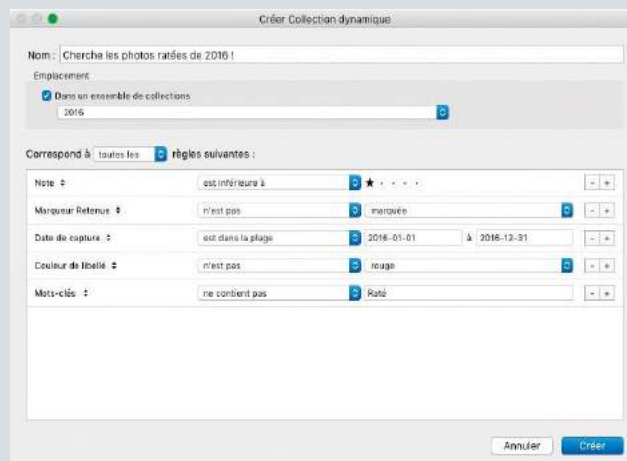 Créer Collection dynamique
Nom : Cherche les photos ratées de 2016 !
Emplacement
Dans un ensemble de collections
2016
Correspond à toutes les règles suivantes :
Note est inférieure à ★ · · · ·
Marqueur Retenue n'est pas marquée
Date de capture est dans la plage 2016-01-01 à 2016-12-31
Couleur de libellé n'est pas rouge
Mots-clés ne contient pas Raté
Annuler Créer